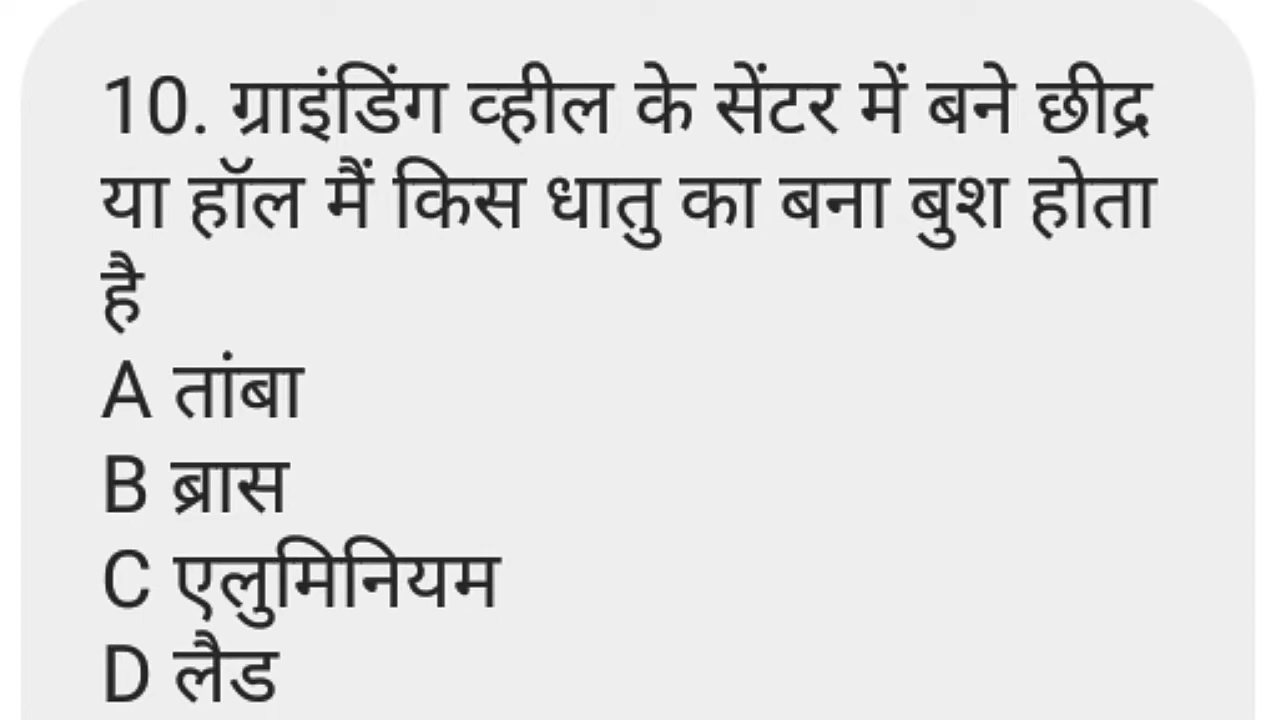 10. ग्राइंडिंग व्हील के सेंटर में बने छीद्र
या हॉल मैं किस धातु का बना बुश होता
है
A तांबा
B ब्रास
C एलुमिनियम
D लैड